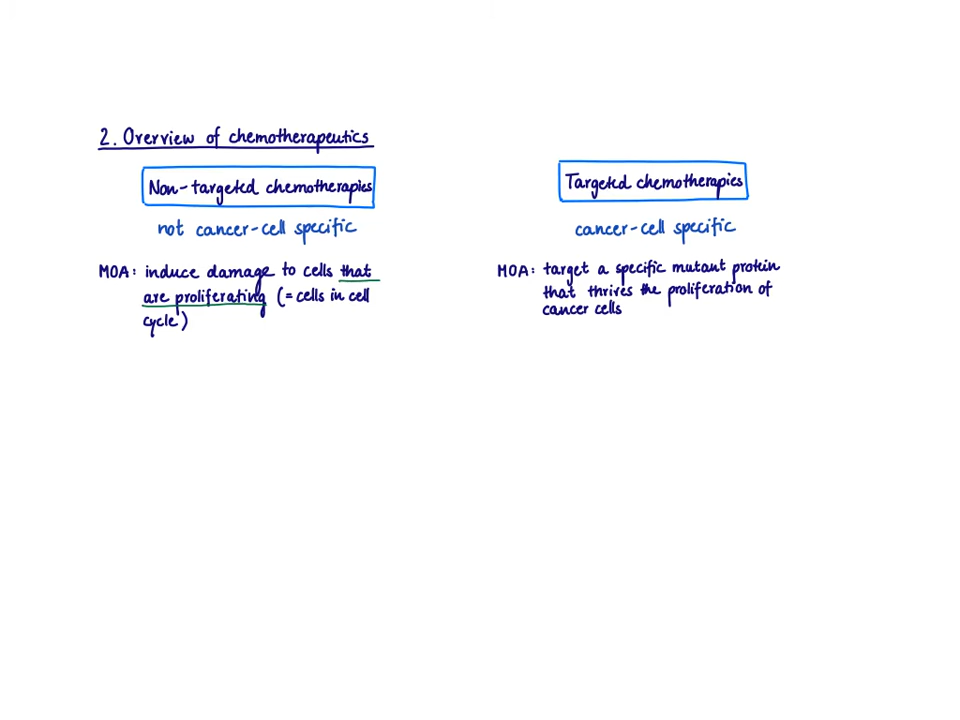 2. Overview of chemotherapeutics
Non-targeted chemotherapies
not cancer-cell specific
MOA: induce damage to cells that
are proliferating (= cells in cell
cycle)
Targeted chemotherapies
cancer-cell specific
MOA: target a specific mutant protein
that thrives the proliferation of
cancer cells